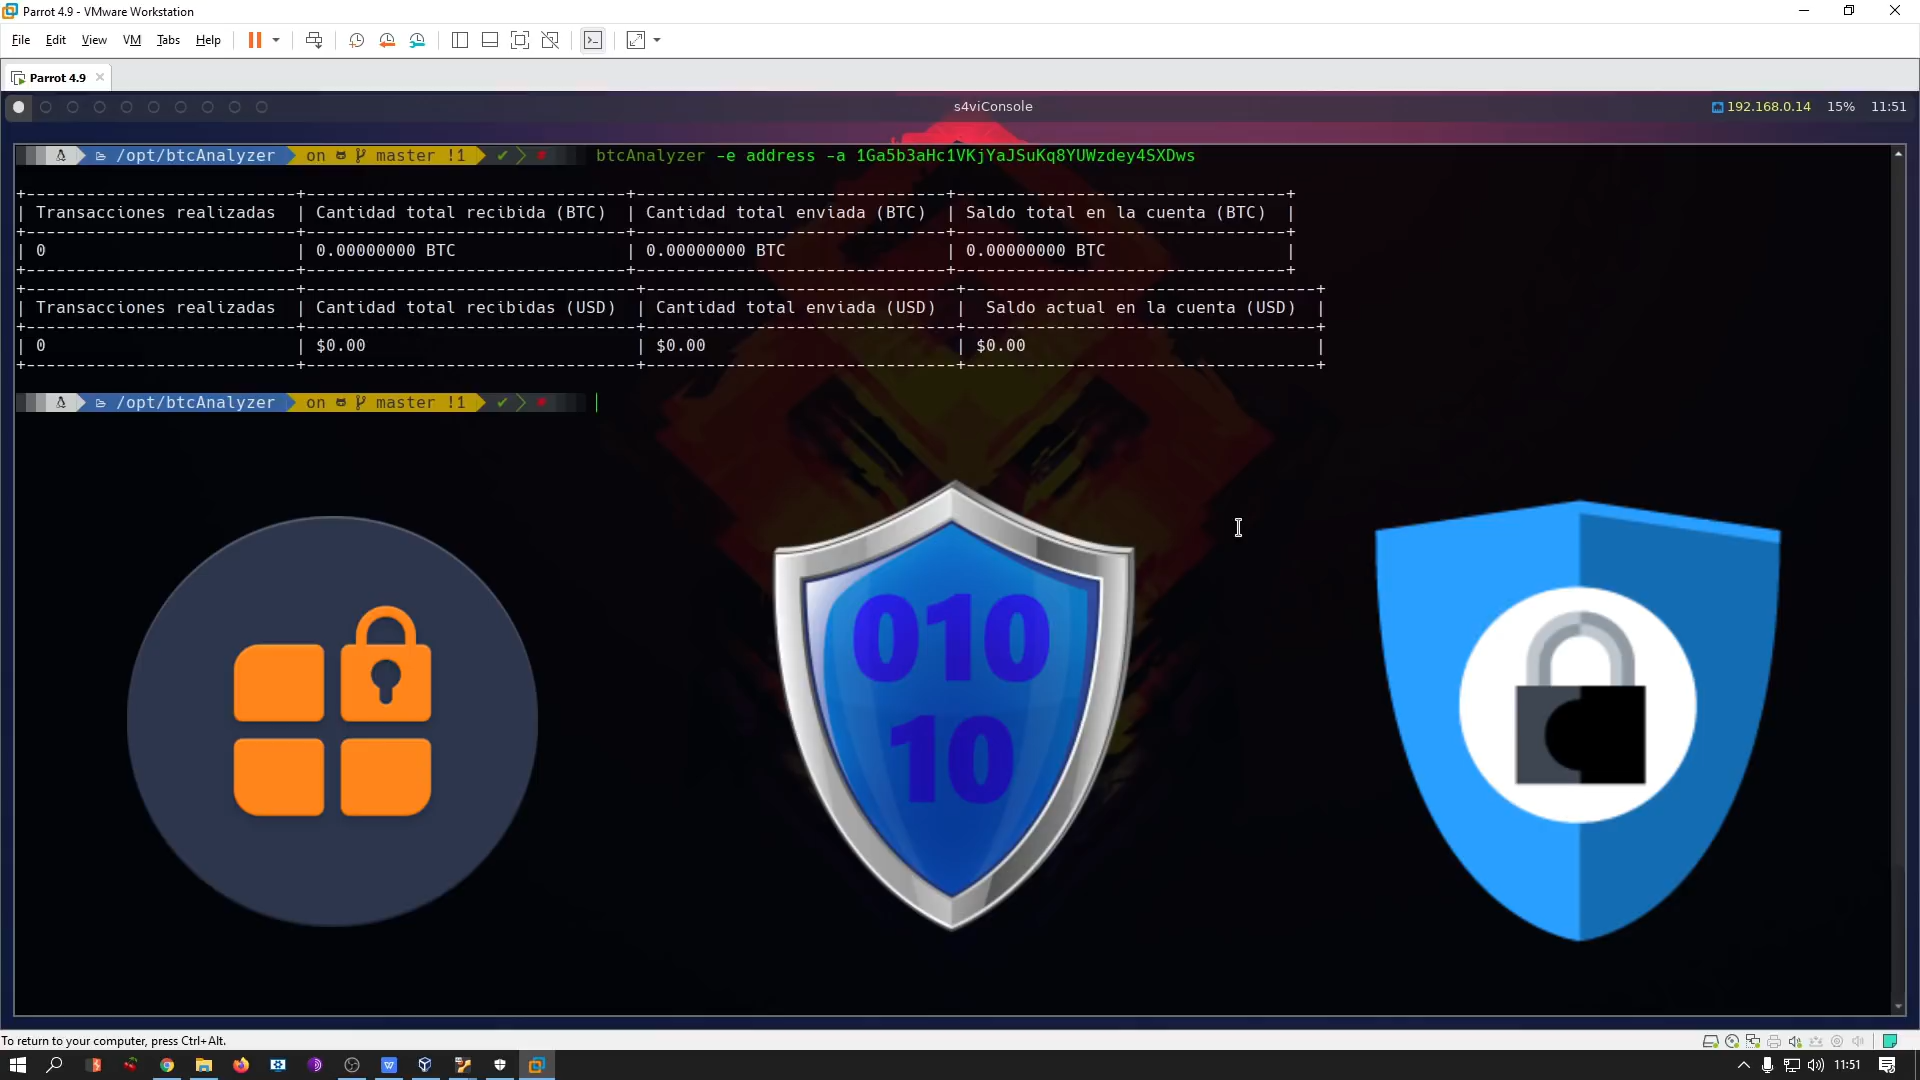 Parrot 4.9 - VMware Workstation
File Edit View VM Tabs Help
Parrot 4.9
s4viConsole 192.168.0.14 15% 11:51
/opt/btcAnalyzer on master !1 btcAnalyzer -e address -a 1Ga5b3aHc1VKjYaJSuKq8YUWzdey4SXDws
Transacciones realizadas | Cantidad total recibida (BTC) | Cantidad total enviada (BTC) | Saldo total en la cuenta (BTC)
0 | 0.00000000 BTC | 0.00000000 BTC | 0.00000000 BTC
Transacciones realizadas | Cantidad total recibidas (USD) | Cantidad total enviada (USD) | Saldo actual en la cuenta (USD)
0 | $0.00 | $0.00 | $0.00
/opt/btcAnalyzer on master !1
010
10
To return to your computer, press Ctrl+Alt.
11:51